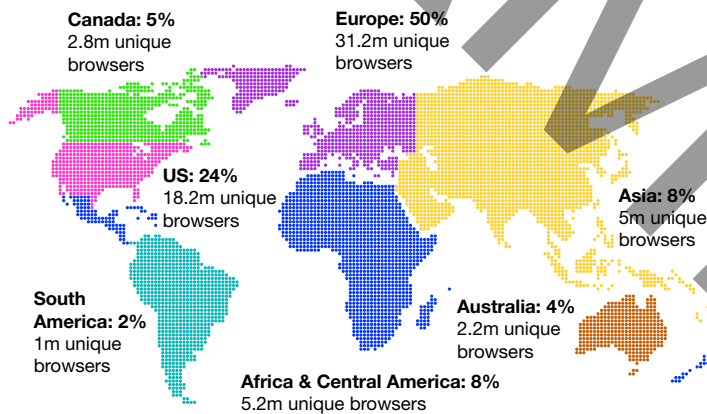 Canada: 5%
2.8m unique
browsers
Europe: 50%
31.2m unique
browsers
US: 24%
18.2m unique
browsers
Asia: 8%
5m unique
browsers
South
America: 2%
1m unique
browsers
Australia: 4%
2.2m unique
browsers
Africa & Central America: 8%
5.2m unique browsers